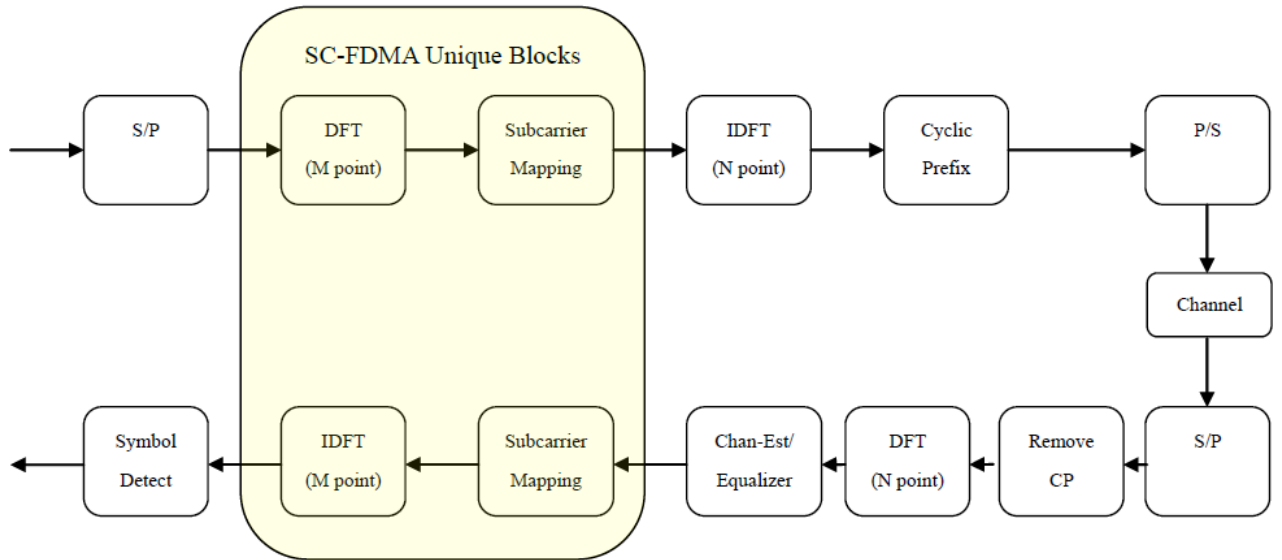 SC-FDMA Unique Blocks
S/P
DFT
(M point)
Subcarrier
Mapping
IDFT
(N point)
Cyclic
Prefix
P/S
Channel
Symbol
Detect
IDFT
(M point)
Subcarrier
Mapping
Chan-Est/
Equalizer
DFT
(N point)
Remove
CP
S/P